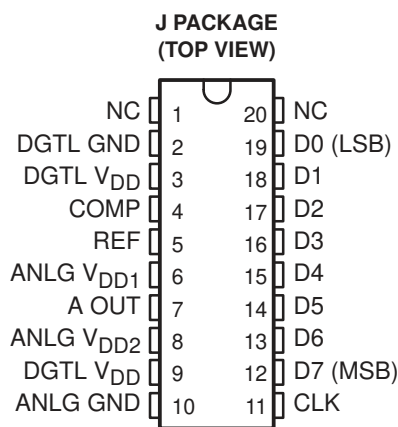 J PACKAGE
(TOP VIEW)
NC 1 20 NC
DGTL GND 2 19 D0 (LSB)
DGTL VDD 3 18 D1
COMP 4 17 D2
REF 5 16 D3
ANLG VDD1 6 15 D4
A OUT 7 14 D5
ANLG VDD2 8 13 D6
DGTL VDD 9 12 D7 (MSB)
ANLG GND 10 11 CLK